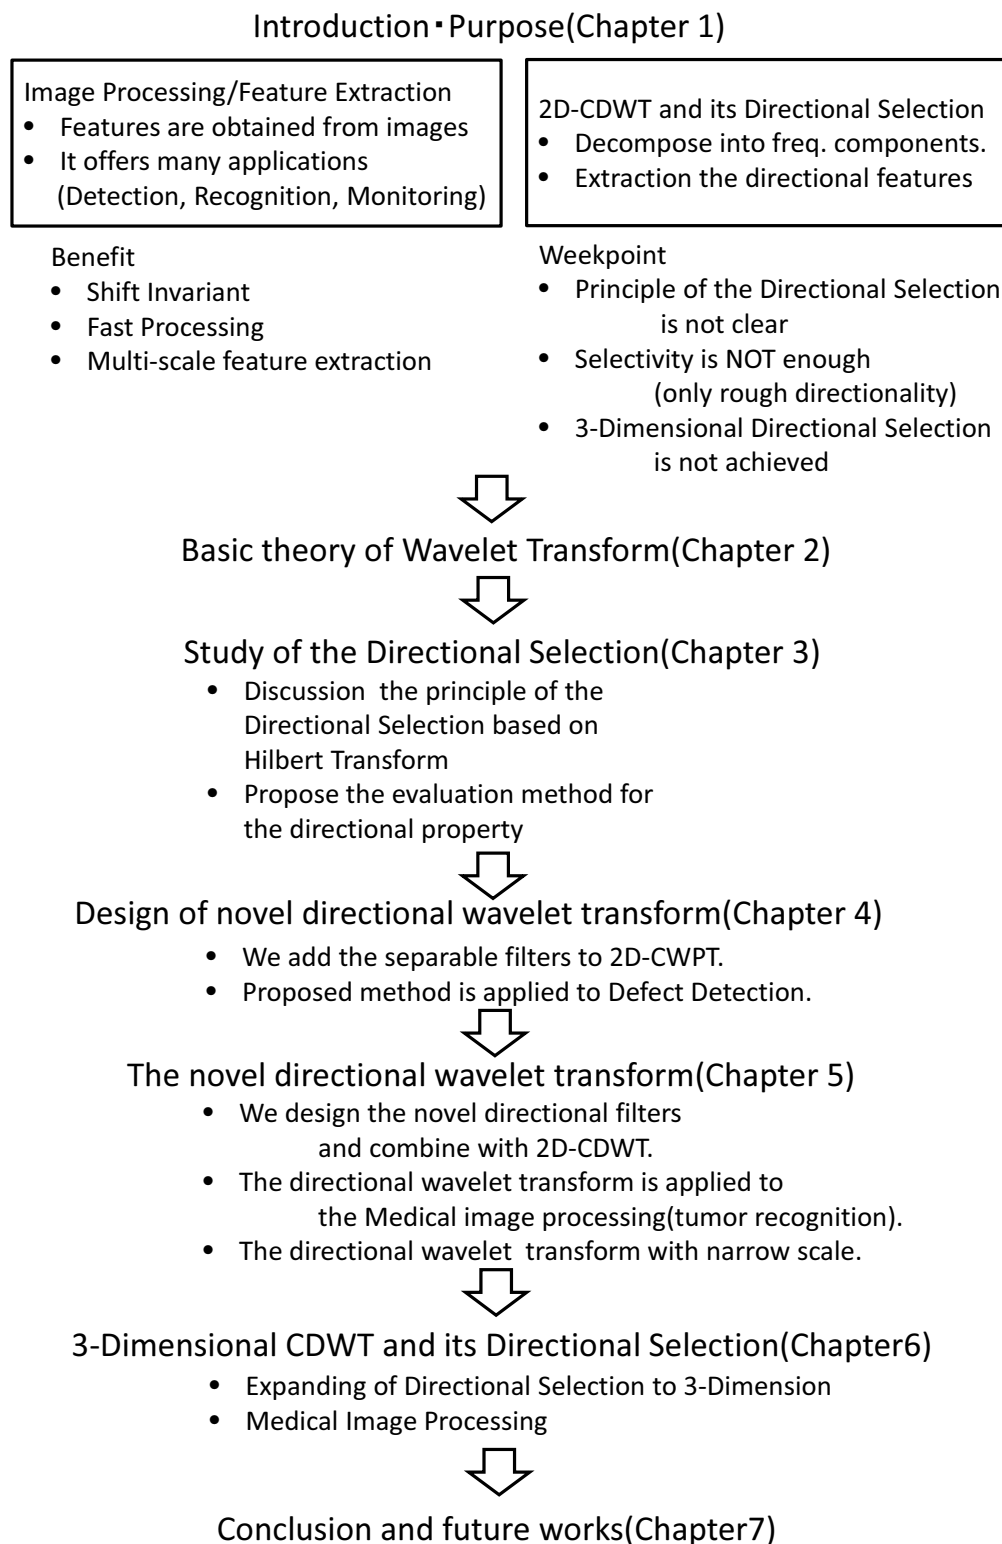 Introduction・Purpose(Chapter 1)
Image Processing/Feature Extraction
• Features are obtained from images
• It offers many applications
(Detection, Recognition, Monitoring)
2D-CDWT and its Directional Selection
• Decompose into freq. components.
• Extraction the directional features
Benefit
• Shift Invariant
• Fast Processing
• Multi-scale feature extraction
Weekpoint
• Principle of the Directional Selection
is not clear
• Selectivity is NOT enough
(only rough directionality)
• 3-Dimensional Directional Selection
is not achieved
Basic theory of Wavelet Transform(Chapter 2)
Study of the Directional Selection(Chapter 3)
• Discussion the principle of the
Directional Selection based on
Hilbert Transform
• Propose the evaluation method for
the directional property
Design of novel directional wavelet transform(Chapter 4)
• We add the separable filters to 2D-CWPT.
• Proposed method is applied to Defect Detection.
The novel directional wavelet transform(Chapter 5)
• We design the novel directional filters
and combine with 2D-CDWT.
• The directional wavelet transform is applied to
the Medical image processing(tumor recognition).
• The directional wavelet transform with narrow scale.
3-Dimensional CDWT and its Directional Selection(Chapter6)
• Expanding of Directional Selection to 3-Dimension
• Medical Image Processing
Conclusion and future works(Chapter7)